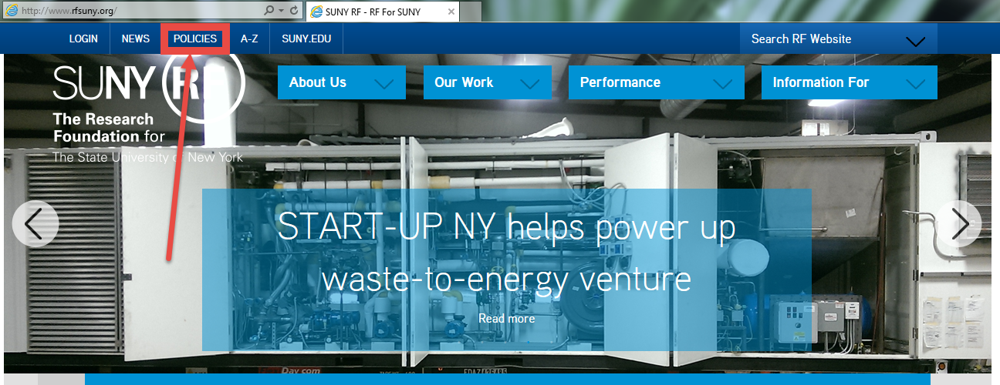 http://www.rfsuny.org/
SUNY RF - RF For SUNY
LOGIN
NEWS
POLICIES
A-Z
SUNY.EDU
Search RF Website
SUNY RF
The Research
Foundation for
The State University of New York
About Us
Our Work
Performance
Information For
START-UP NY helps power up
waste-to-energy venture
Read more
Day.com